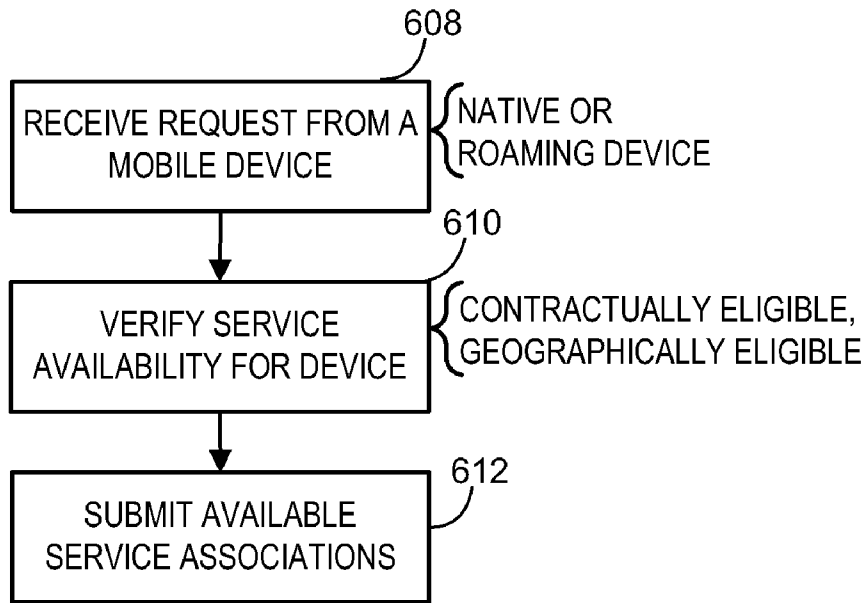 608
RECEIVE REQUEST FROM A
MOBILE DEVICE
NATIVE OR
ROAMING DEVICE
610
VERIFY SERVICE
AVAILABILITY FOR DEVICE
CONTRACTUALLY ELIGIBLE,
GEOGRAPHICALLY ELIGIBLE
612
SUBMIT AVAILABLE
SERVICE ASSOCIATIONS